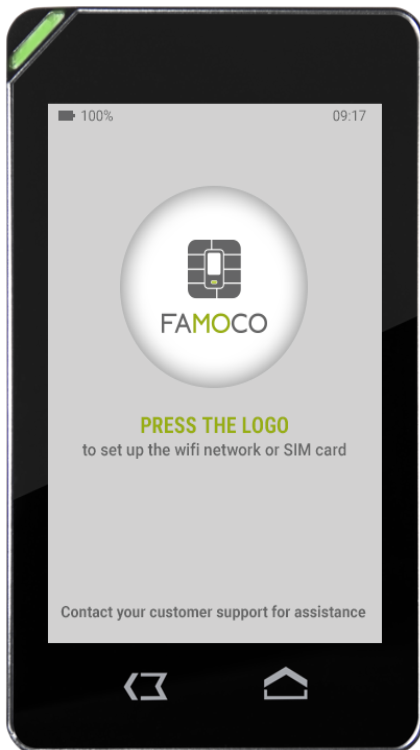 100%
09:17
FAMOCO
PRESS THE LOGO
to set up the wifi network or SIM card
Contact your customer support for assistance